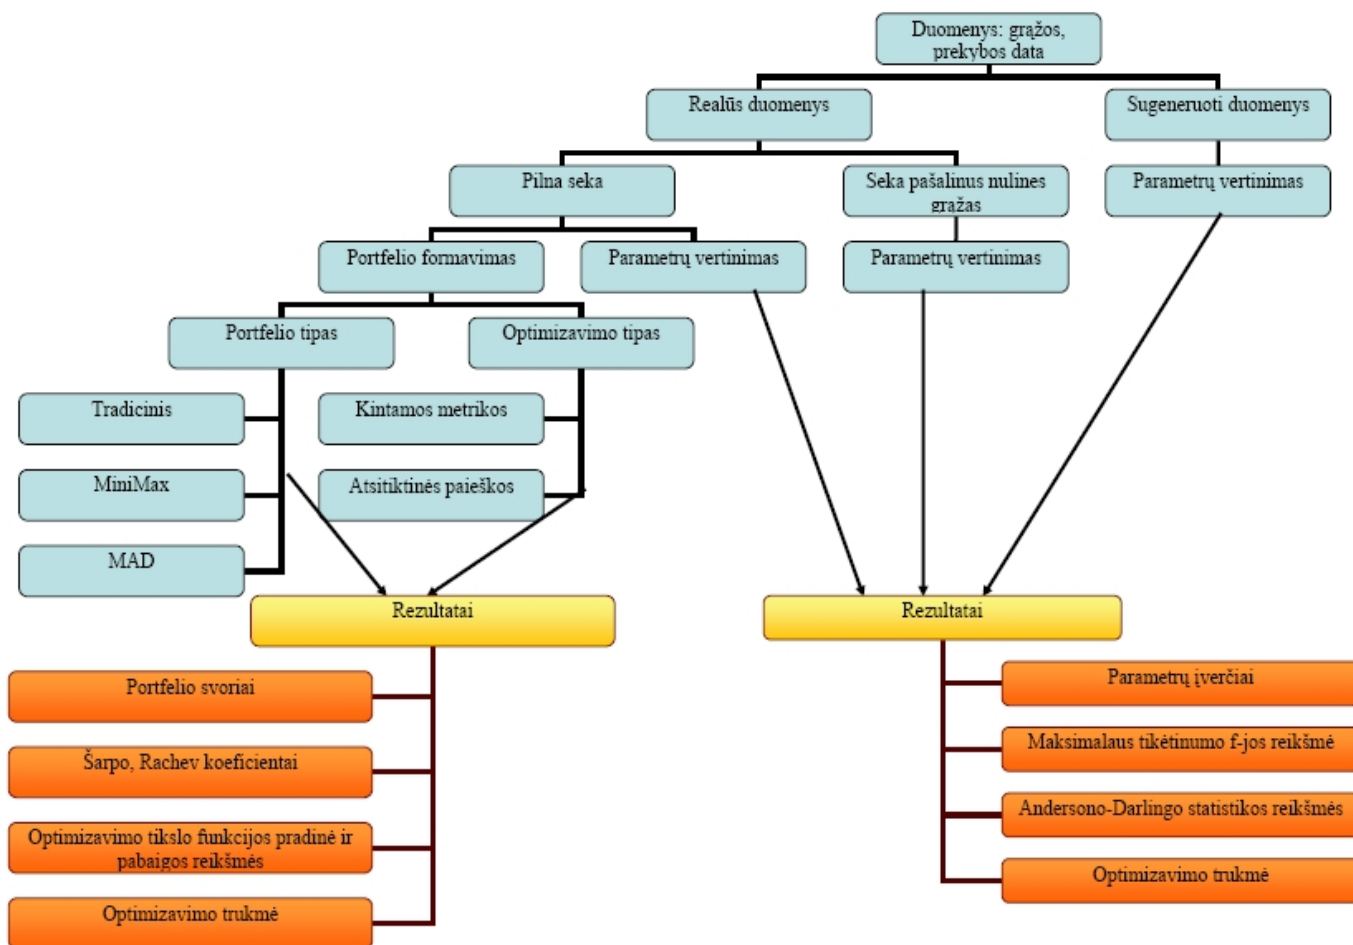 Duomenys: grąžos,
prekybos data
Realūs duomenys
Sugeneruoti duomenys
Pilna seka
Seka pašalinus nulines
grąžas
Parametrų vertinimas
Portfelio formavimas
Parametrų vertinimas
Parametrų vertinimas
Portfelio tipas
Optimizavimo tipas
Tradicinis
Kintamos metrikos
MiniMax
Atsitiktinės paieškos
MAD
Rezultatai
Rezultatai
Portfelio svoriai
Parametrų įverčiai
Šarpo, Rachev koeficientai
Maksimalaus tikėtinumo f-jos reikšmė
Optimizavimo tikslo funkcijos pradinė ir
pabaigos reikšmės
Andersono-Darlingo statistikos reikšmės
Optimizavimo trukmė
Optimizavimo trukmė